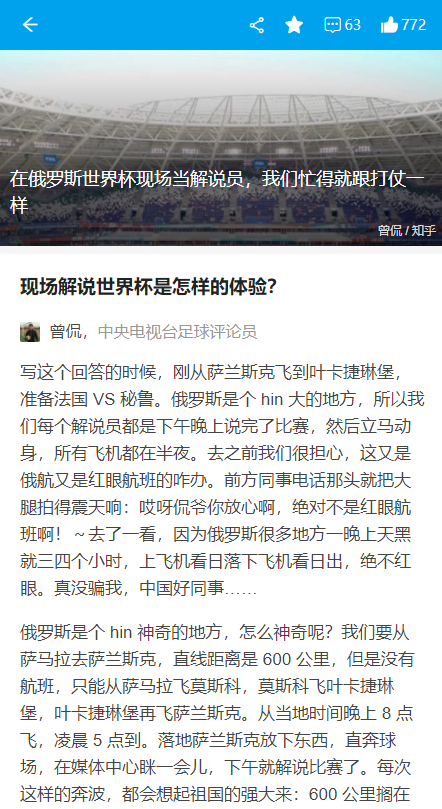 63
772
在俄罗斯世界杯现场当解说员，我们忙得就跟打仗一
样
曾侃 / 知乎
现场解说世界杯是怎样的体验？
曾侃，中央电视台足球评论员
写这个回答的时候，刚从萨兰斯克飞到叶卡捷琳堡，
准备法国 VS 秘鲁。俄罗斯是个 hin 大的地方，所以我
们每个解说员都是下午晚上说完了比赛，然后立马动
身，所有飞机都在半夜。去之前我们很担心，这又是
俄航又是红眼航班的咋办。前方同事电话那头就把大
腿拍得震天响：哎呀侃爷你放心啊，绝对不是红眼航
班啊！～去了一看，因为俄罗斯很多地方一晚上天黑
就三四个小时，上飞机看日落下飞机看日出，绝不红
眼。真没骗我，中国好同事……
俄罗斯是个 hin 神奇的地方，怎么神奇呢？我们要从
萨马拉去萨兰斯克，直线距离是 600 公里，但是没有
航班，只能从萨马拉飞莫斯科，莫斯科飞叶卡捷琳
堡，叶卡捷琳堡再飞萨兰斯克。从当地时间晚上 8 点
飞，凌晨 5 点到。落地萨兰斯克放下东西，直奔球
场，在媒体中心眯一会儿，下午就解说比赛了。每次
这样的奔波，都会想起祖国的强大来：600 公里搁在